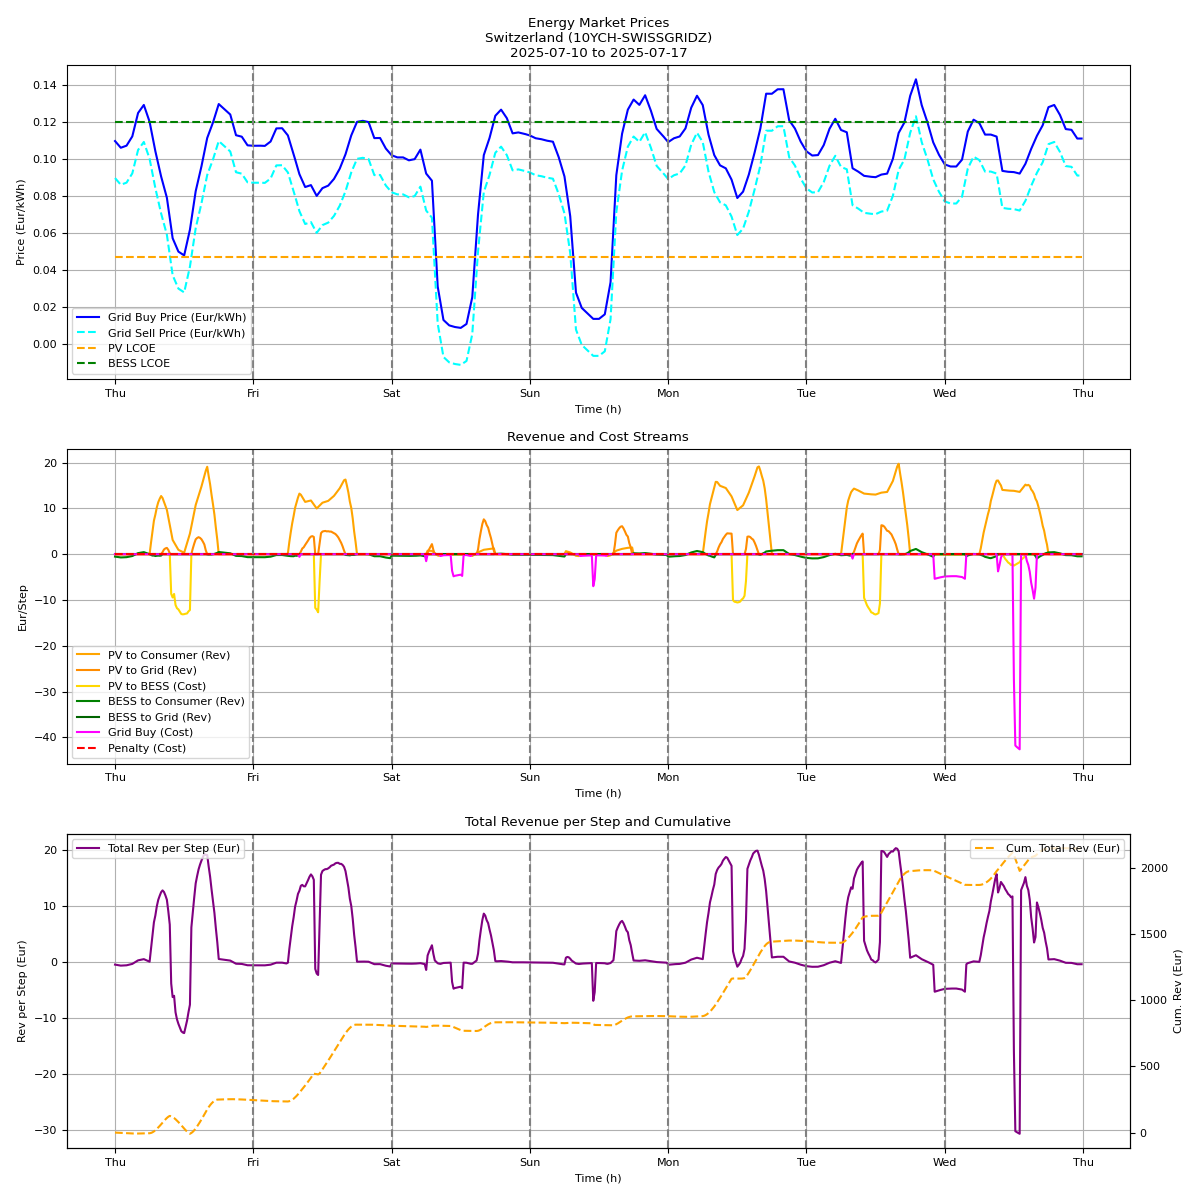 Energy Market Prices
Switzerland (10YCH-SWISSGRIDZ)
2025-07-10 to 2025-07-17
Price (Eur/kWh)
0.14
0.12
0.10
0.08
0.06
0.04
0.02
0.00
Grid Buy Price (Eur/kWh)
Grid Sell Price (Eur/kWh)
PV LCOE
BESS LCOE
Thu Fri Sat Sun Mon Tue Wed Thu
Time (h)
Revenue and Cost Streams
Eur/Step
20
10
0
−10
−20
−30
−40
PV to Consumer (Rev)
PV to Grid (Rev)
PV to BESS (Cost)
BESS to Consumer (Rev)
BESS to Grid (Rev)
Grid Buy (Cost)
Penalty (Cost)
Thu Fri Sat Sun Mon Tue Wed Thu
Time (h)
Total Revenue per Step and Cumulative
Rev per Step (Eur)
20
10
0
−10
−20
−30
Total Rev per Step (Eur)
Cum. Total Rev (Eur)
2000
1500
1000
500
0
Cum. Rev (Eur)
Thu Fri Sat Sun Mon Tue Wed Thu
Time (h)